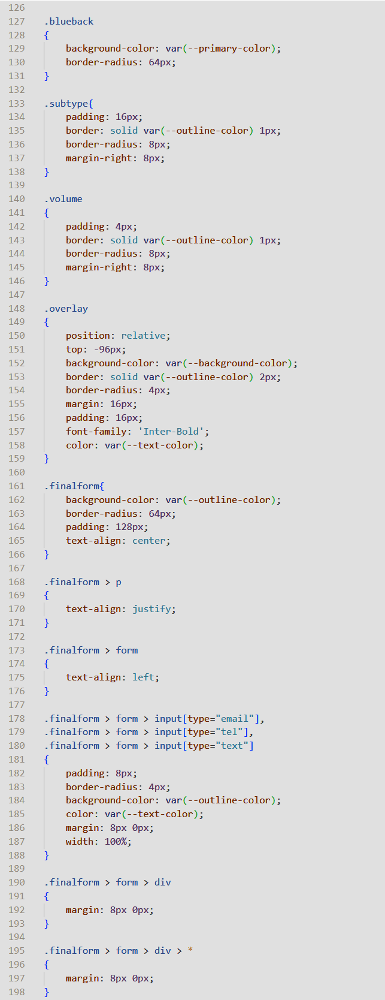 126
127 .blueback
128 {
129     background-color: var(--primary-color);
130     border-radius: 64px;
131 }
132
133 .subtype{
134     padding: 16px;
135     border: solid var(--outline-color) 1px;
136     border-radius: 8px;
137     margin-right: 8px;
138 }
139
140 .volume
141 {
142     padding: 4px;
143     border: solid var(--outline-color) 1px;
144     border-radius: 8px;
145     margin-right: 8px;
146 }
147
148 .overlay
149 {
150     position: relative;
151     top: -96px;
152     background-color: var(--background-color);
153     border: solid var(--outline-color) 2px;
154     border-radius: 4px;
155     margin: 16px;
156     padding: 16px;
157     font-family: 'Inter-Bold';
158     color: var(--text-color);
159 }
160
161 .finalform{
162     background-color: var(--outline-color);
163     border-radius: 64px;
164     padding: 128px;
165     text-align: center;
166 }
167
168 .finalform > p
169 {
170     text-align: justify;
171 }
172
173 .finalform > form
174 {
175     text-align: left;
176 }
177
178 .finalform > form > input[type="email"],
179 .finalform > form > input[type="tel"],
180 .finalform > form > input[type="text"]
181 {
182     padding: 8px;
183     border-radius: 4px;
184     background-color: var(--outline-color);
185     color: var(--text-color);
186     margin: 8px 0px;
187     width: 100%;
188 }
189
190 .finalform > form > div
191 {
192     margin: 8px 0px;
193 }
194
195 .finalform > form > div > *
196 {
197     margin: 8px 0px;
198 }